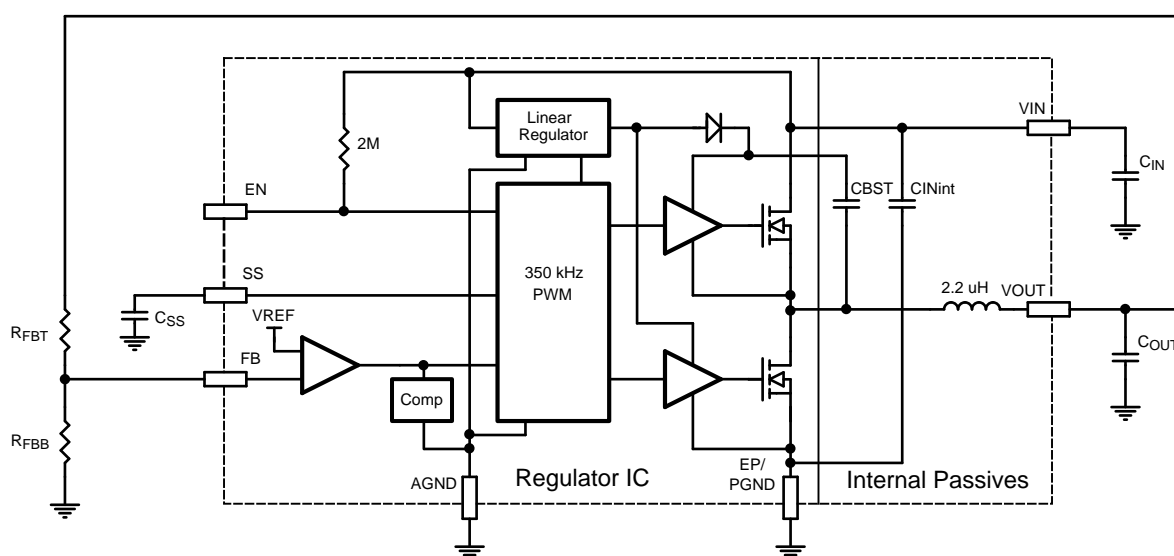 VIN
Linear
Regulator
2M
CIN
EN
CBST
CINint
SS
350 kHz
PWM
2.2 uH
VOUT
CSS
VREF
RFBT
FB
COUT
Comp
RFBB
AGND
Regulator IC
EP/
PGND
Internal Passives